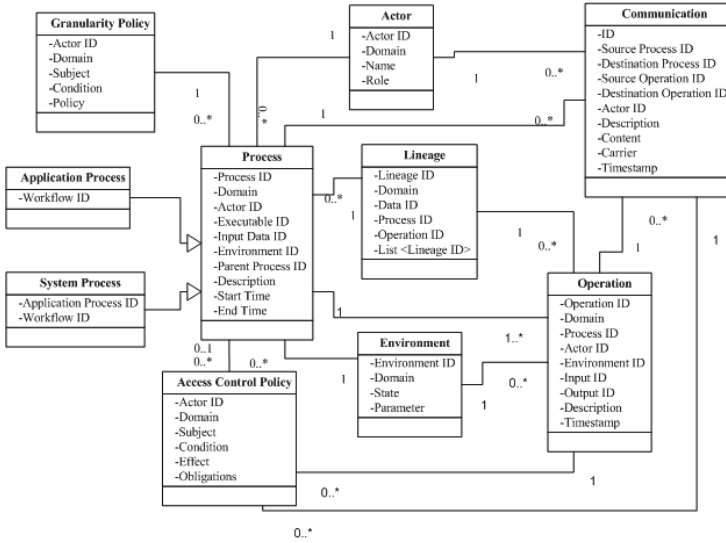 Granularity Policy
-Actor ID
-Domain
-Subject
-Condition
-Policy
Actor
-Actor ID
-Domain
-Name
-Role
Communication
-ID
-Source Process ID
-Destination Process ID
-Source Operation ID
-Destination Operation ID
-Actor ID
-Description
-Content
-Carrier
-Timestamp
1
0..*
1
0..*
1
0..*
1
0..*
Application Process
-Workflow ID
System Process
-Application Process ID
-Workflow ID
Process
-Process ID
-Domain
-Actor ID
-Executable ID
-Input Data ID
-Environment ID
-Parent Process ID
-Description
-Start Time
-End Time
Lineage
-Lineage ID
-Domain
-Data ID
-Process ID
-Operation ID
-List <Lineage ID>
0..*
1
1
0..*
0..*
1
1
Operation
-Operation ID
-Domain
-Process ID
-Actor ID
-Environment ID
-Input ID
-Output ID
-Description
-Timestamp
1
1..*
0..1
0..*
0..*
1
Environment
-Environment ID
-Domain
-State
-Parameter
0..*
1
Access Control Policy
-Actor ID
-Domain
-Subject
-Condition
-Effect
-Obligations
0..*
1
0..*